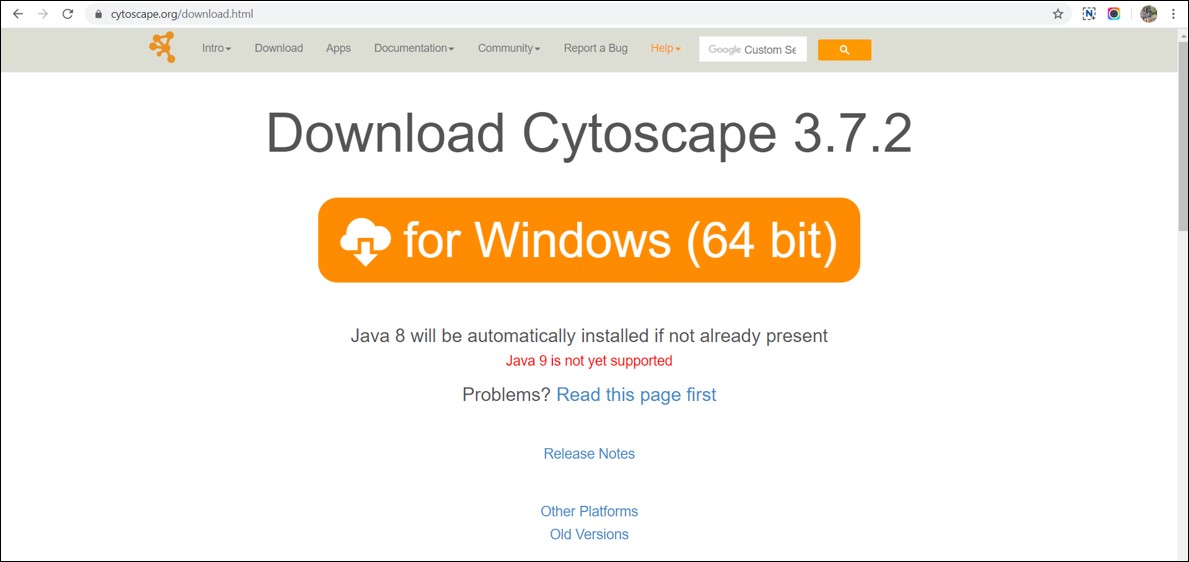 cytoscape.org/download.html
Intro Download Apps Documentation Community Report a Bug Help Google Custom Se
Download Cytoscape 3.7.2
for Windows (64 bit)
Java 8 will be automatically installed if not already present
Java 9 is not yet supported
Problems? Read this page first
Release Notes
Other Platforms
Old Versions